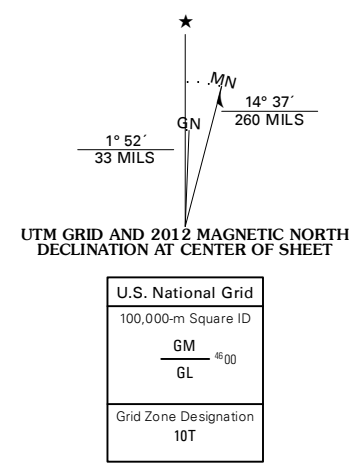 ★
MN
14° 37´
260 MILS
GN
1° 52´
33 MILS
UTM GRID AND 2012 MAGNETIC NORTH
DECLINATION AT CENTER OF SHEET
U.S. National Grid
100,000-m Square ID
GM
4600
GL
Grid Zone Designation
10T